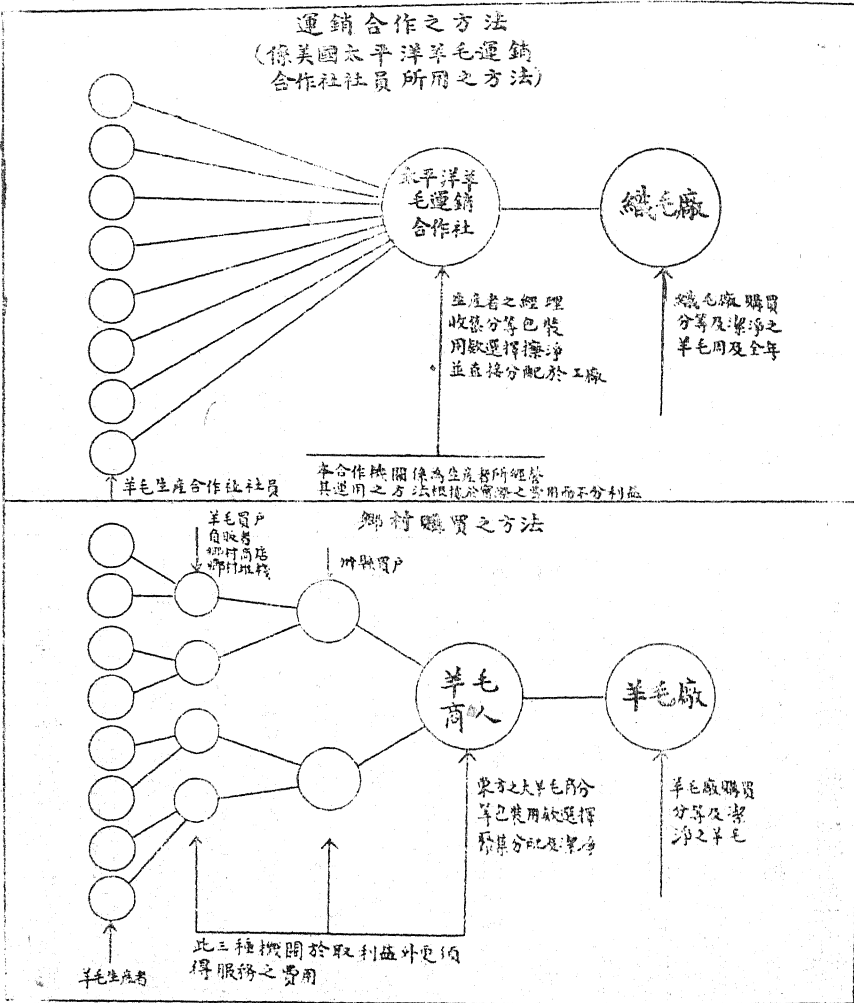 運銷合作之方法
(係美國太平洋羊毛運銷
合作社社員所用之方法)
太平洋羊
毛運銷
合作社
織毛廠
生產者之經理
收集分等包裝
用款選擇擦淨
並直接分配於工廠
織毛廠購買
分等及潔淨之
羊毛周及全年
羊毛生產合作社社員
本合作機關係為生產者所經營
其運用之方法根據於實際之費用而不分利益
鄉村購買之方法
羊毛買戶
負販者
鄉村商店
鄉村堆棧
州縣買戶
羊毛
商人
羊毛廠
東方之大羊毛商分
等包裝用款選擇
聚集分配及潔淨
羊毛廠購買
分等及潔
淨之羊毛
此三種機關於取利益外更須
得服務之費用
羊毛生產者